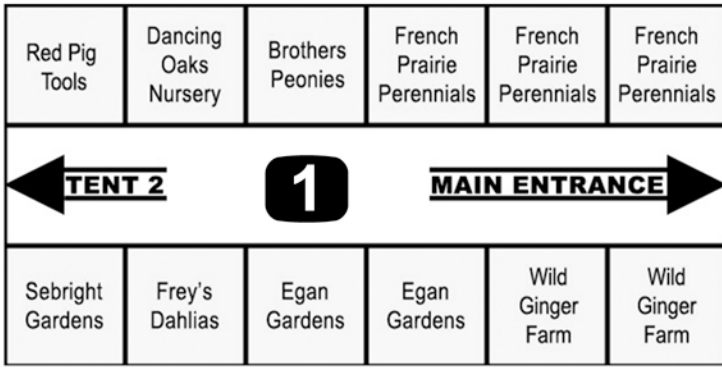 Red Pig
Tools
Dancing
Oaks
Nursery
Brothers
Peonies
French
Prairie
Perennials
French
Prairie
Perennials
French
Prairie
Perennials
TENT 2
1
MAIN ENTRANCE
Sebright
Gardens
Frey's
Dahlias
Egan
Gardens
Egan
Gardens
Wild
Ginger
Farm
Wild
Ginger
Farm